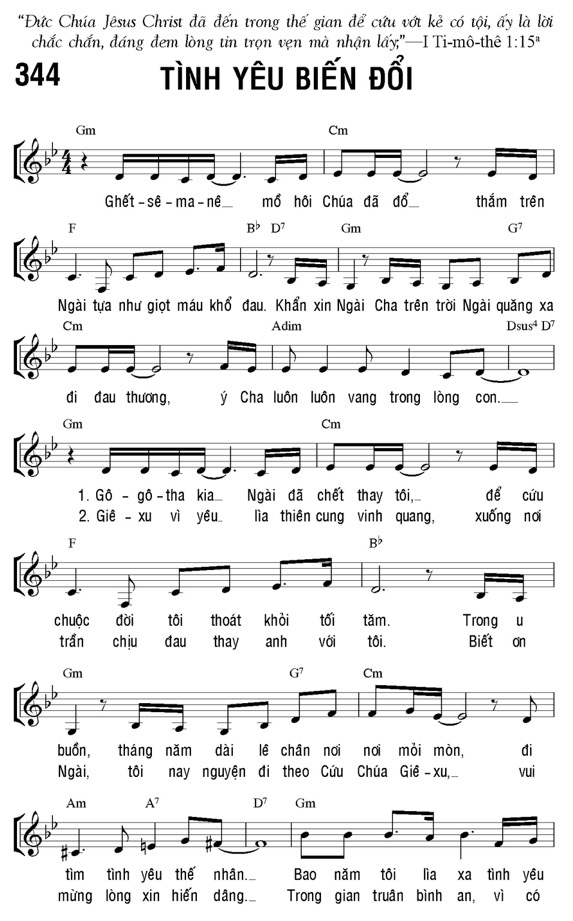 “Đức Chúa Jêsus Christ đã đến trong thế gian để cứu vớt kẻ có tội, ấy là lời
chắc chắn, đáng đem lòng tin trọn vẹn mà nhận lấy,”—I Ti-mô-thê 1:15a
344 TÌNH YÊU BIẾN ĐỔI
Gm Cm
4 4
Ghết-sê-ma-nê mồ hôi Chúa đã đổ thắm trên
F Bb D7 Gm G7
Ngài tựa như giọt máu khổ đau. Khẩn xin Ngài Cha trên trời Ngài quăng xa
Cm Adim Dsus4 D7
đi đau thương, ý Cha luôn luôn vang trong lòng con.
Gm Cm
1. Gô-gô-tha kia Ngài đã chết thay tôi, để cứu
2. Giê-xu vì yêu lìa thiên cung vinh quang, xuống nơi
F Bb
chuộc đời tôi thoát khỏi tối tăm. Trong u
trần chịu đau thay anh với tôi. Biết ơn
Gm G7 Cm
buồn, tháng năm dài lê chân nơi nơi mỏi mòn, đi
Ngài, tôi nay nguyện đi theo Cứu Chúa Giê-xu, vui
Am A7 D7 Gm
tìm tình yêu thế nhân. Bao năm tôi lìa xa tình yêu
mừng lòng xin hiến dâng. Trong gian truân bình an, vì có